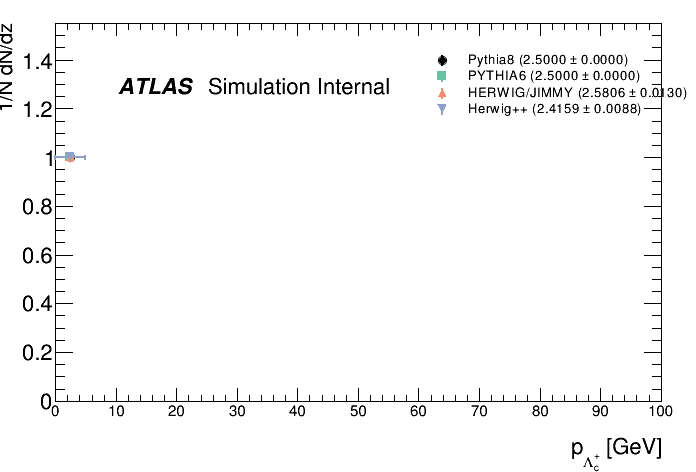 1/N dN/dz
ATLAS Simulation Internal
Pythia8 (2.5000 ± 0.0000)
PYTHIA6 (2.5000 ± 0.0000)
HERWIG/JIMMY (2.5806 ± 0.0130)
Herwig++ (2.4159 ± 0.0088)
1.4
1.2
1
0.8
0.6
0.4
0.2
0
0 10 20 30 40 50 60 70 80 90 100
p_Λ_c^+ [GeV]